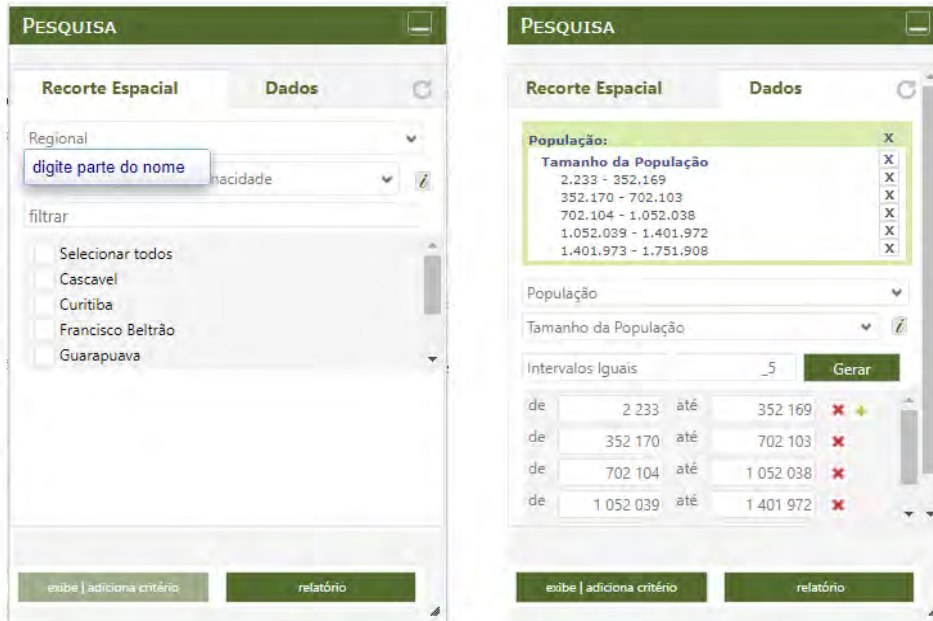 PESQUISA
Recorte Espacial Dados
Regional
digite parte do nome
nacidade
filtrar
Selecionar todos
Cascavel
Curitiba
Francisco Beltrão
Guarapuava
exibe | adiciona critério relatório
PESQUISA
Recorte Espacial Dados
População: X
Tamanho da População X
2.233 - 352.169 X
352.170 - 702.103 X
702.104 - 1.052.038 X
1.052.039 - 1.401.972 X
1.401.973 - 1.751.908 X
População
Tamanho da População i
Intervalos Iguais _5 Gerar
de 2 233 até 352 169
de 352 170 até 702 103
de 702 104 até 1 052 038
de 1 052 039 até 1 401 972
exibe | adiciona critério relatório